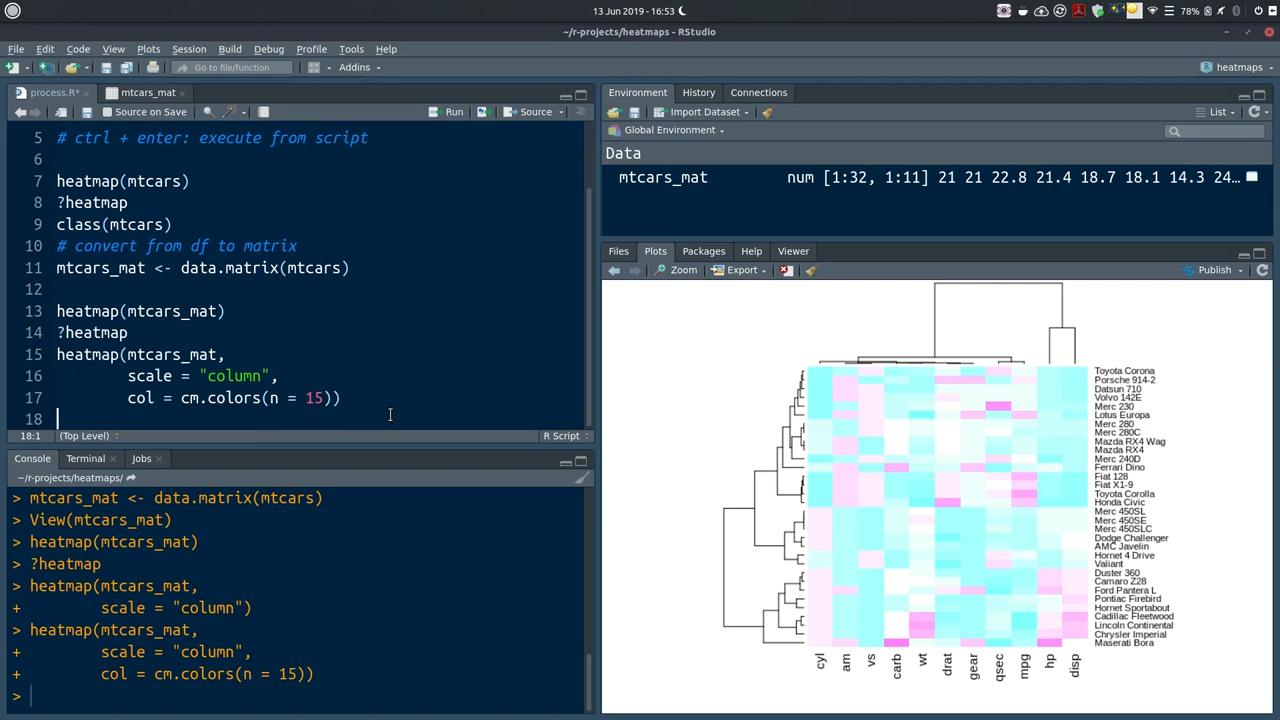 13 Jun 2019 - 16:53
78%
~/r-projects/heatmaps - RStudio
File Edit Code View Plots Session Build Debug Profile Tools Help
Go to file/function
Addins
heatmaps
process.R*
mtcars_mat
Source on Save
Run
Source
5 # ctrl + enter: execute from script
6
7 heatmap(mtcars)
8 ?heatmap
9 class(mtcars)
10 # convert from df to matrix
11 mtcars_mat <- data.matrix(mtcars)
12
13 heatmap(mtcars_mat)
14 ?heatmap
15 heatmap(mtcars_mat,
16 scale = "column",
17 col = cm.colors(n = 15))
18
18:1 (Top Level) R Script
Console Terminal Jobs
~/r-projects/heatmaps/
> mtcars_mat <- data.matrix(mtcars)
> View(mtcars_mat)
> heatmap(mtcars_mat)
> ?heatmap
> heatmap(mtcars_mat,
+ scale = "column")
> heatmap(mtcars_mat,
+ scale = "column",
+ col = cm.colors(n = 15))
>
Environment History Connections
Import Dataset
List
Global Environment
Data
mtcars_mat num [1:32, 1:11] 21 21 22.8 21.4 18.7 18.1 14.3 24…
Files Plots Packages Help Viewer
Zoom Export Publish
Toyota Corona
Porsche 914-2
Datsun 710
Volvo 142E
Merc 230
Lotus Europa
Merc 280
Merc 280C
Mazda RX4 Wag
Mazda RX4
Merc 240D
Ferrari Dino
Fiat 128
Fiat X1-9
Toyota Corolla
Honda Civic
Merc 450SL
Merc 450SE
Merc 450SLC
Dodge Challenger
AMC Javelin
Hornet 4 Drive
Valiant
Duster 360
Camaro Z28
Ford Pantera L
Pontiac Firebird
Hornet Sportabout
Cadillac Fleetwood
Lincoln Continental
Chrysler Imperial
Maserati Bora
cyl am vs carb wt drat gear qsec mpg hp disp